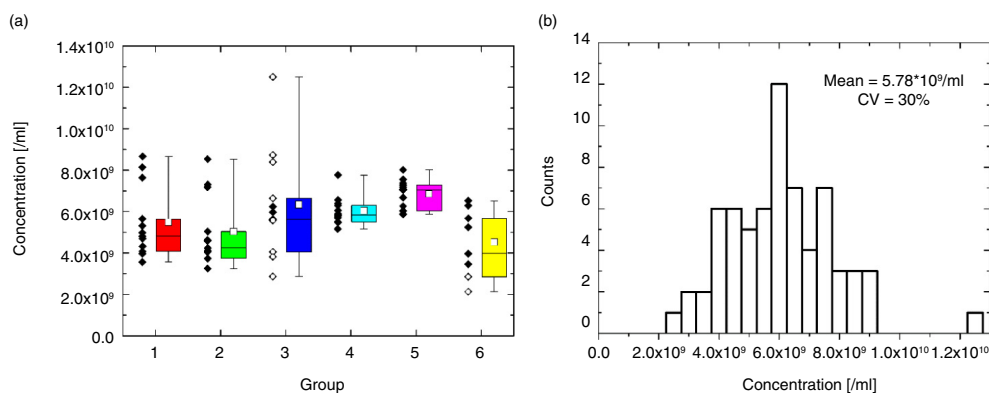 (a)
1.4x10¹⁰
1.2x10¹⁰
1.0x10¹⁰
8.0x10⁹
6.0x10⁹
4.0x10⁹
2.0x10⁹
0.0
Concentration [/ml]
1 2 3 4 5 6
Group
(b)
14
12
10
8
6
4
2
0
Counts
Mean = 5.78*10⁹/ml
CV = 30%
0.0 2.0x10⁹ 4.0x10⁹ 6.0x10⁹ 8.0x10⁹ 1.0x10¹⁰ 1.2x10¹⁰
Concentration [/ml]